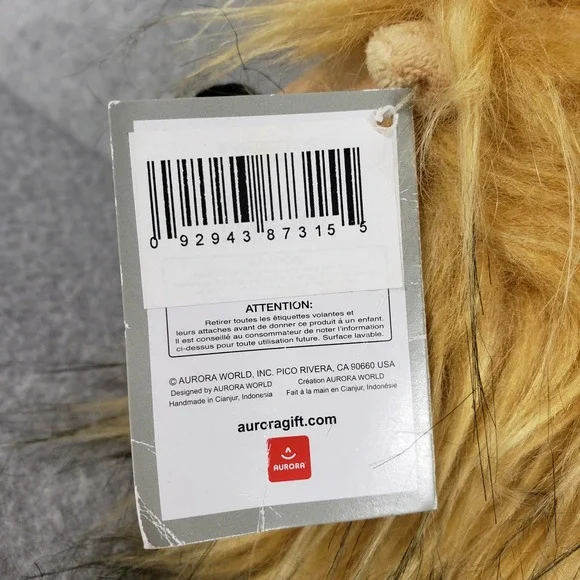 0 92943 87315 5
ATTENTION:
Retirer toutes les étiquettes volantes et
leurs attaches avant de donner ce produit à un enfant.
Il est conseillé au consommateur de noter l'information
ci-dessus pour toute utilisation future. Surface lavable.
© AURORA WORLD, INC. PICO RIVERA, CA 90660 USA
Designed by AURORA WORLD Création AURORA WORLD
Handmade in Cianjur, Indonesia Fait à la main en Cianjur, Indonésie
auroragift.com
AURORA